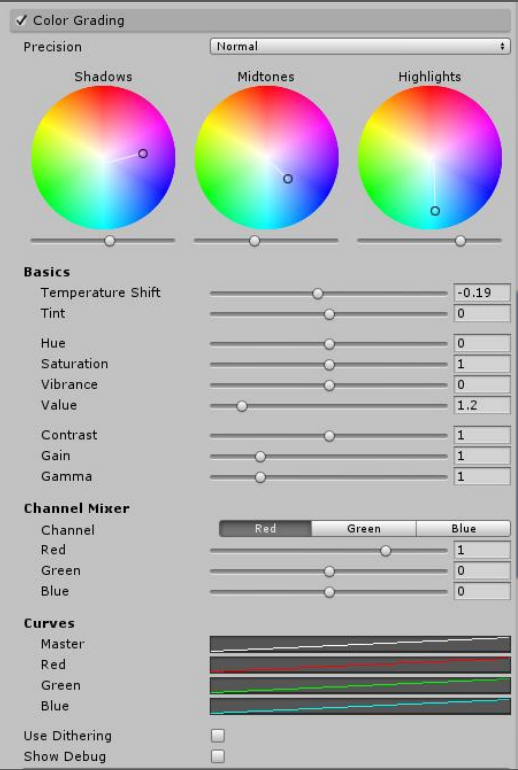 Color Grading
Precision Normal
Shadows Midtones Highlights
Basics
Temperature Shift -0.19
Tint 0
Hue 0
Saturation 1
Vibrance 0
Value 1.2
Contrast 1
Gain 1
Gamma 1
Channel Mixer
Channel Red Green Blue
Red 1
Green 0
Blue 0
Curves
Master
Red
Green
Blue
Use Dithering
Show Debug